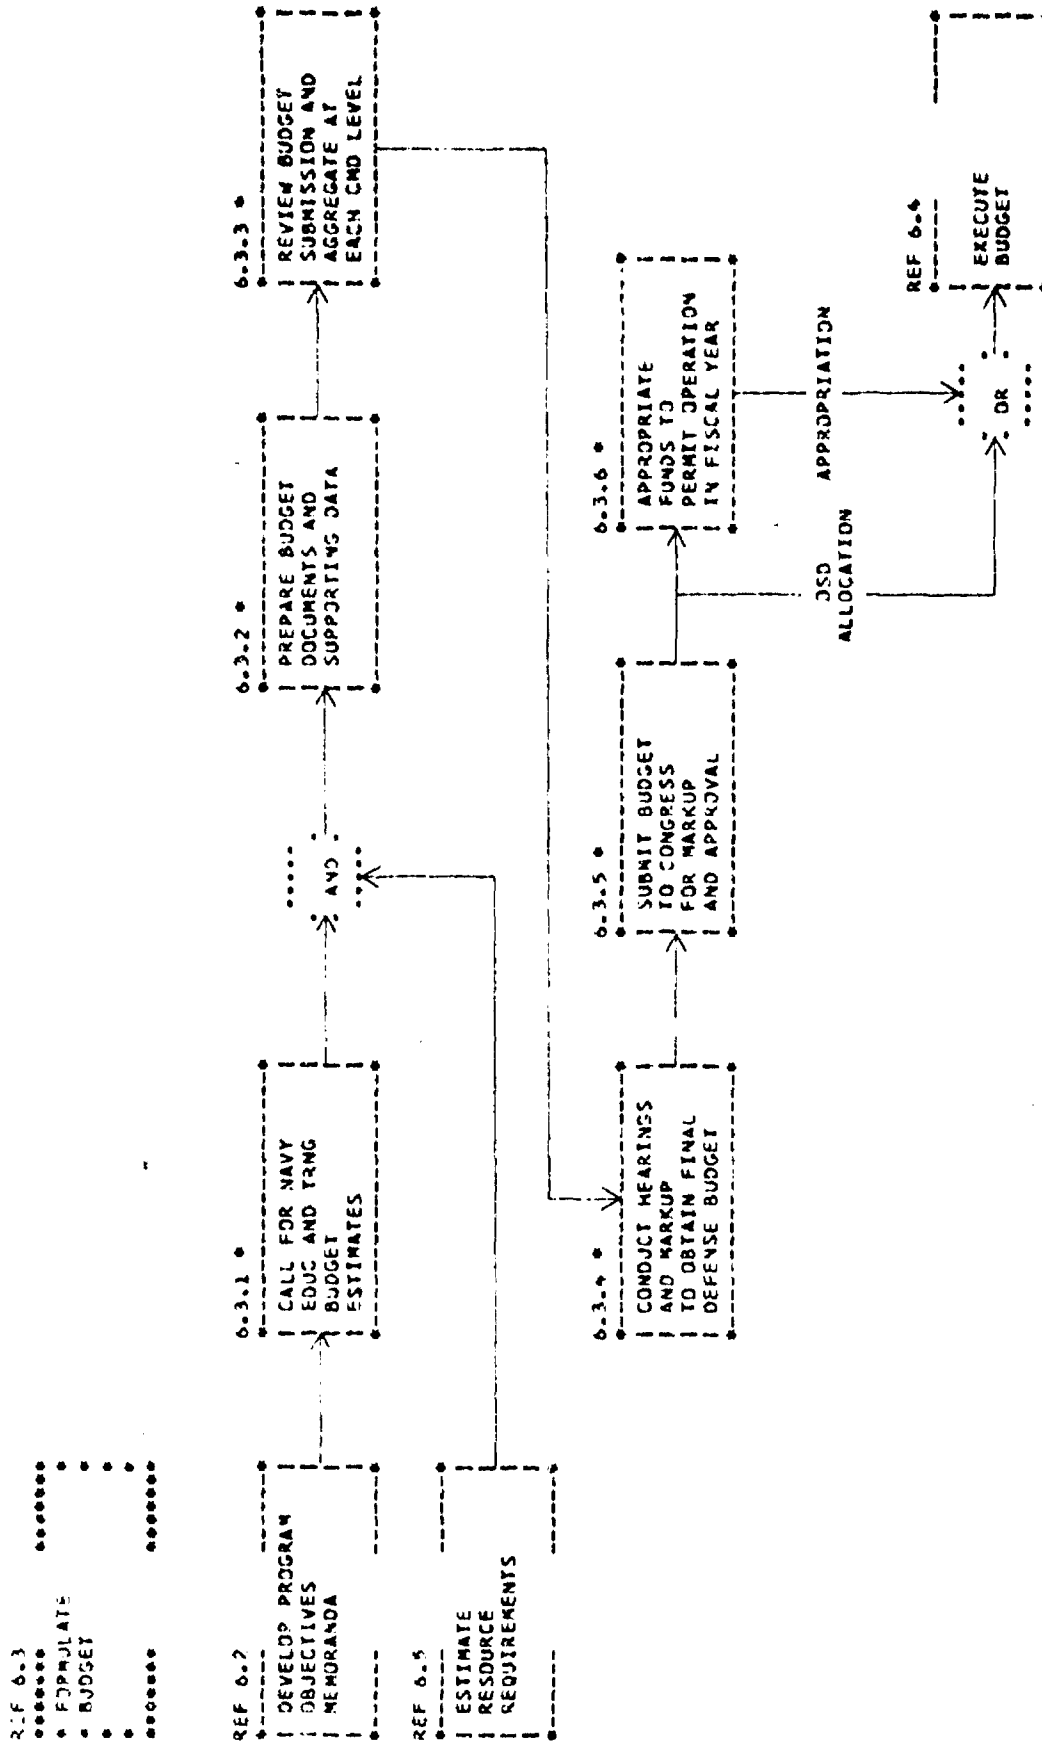 REF 6.3
FORMULATE
BUDGET
REF 6.2
DEVELOP PROGRAM
OBJECTIVES
MEMORANDA
REF 6.5
ESTIMATE
RESOURCE
REQUIREMENTS
6.3.1 *
CALL FOR NAVY
EDUC AND TRNG
BUDGET
ESTIMATES
AND
6.3.2 *
PREPARE BUDGET
DOCUMENTS AND
SUPPORTING DATA
6.3.3 *
REVIEW BUDGET
SUBMISSION AND
AGGREGATE AT
EACH CMD LEVEL
6.3.4 *
CONDUCT HEARINGS
AND MARKUP
TO OBTAIN FINAL
DEFENSE BUDGET
6.3.5 *
SUBMIT BUDGET
TO CONGRESS
FOR MARKUP
AND APPROVAL
6.3.6 *
APPROPRIATE
FUNDS TO
PERMIT OPERATION
IN FISCAL YEAR
OSD
ALLOCATION
APPROPRIATION
OR
REF 6.4
EXECUTE
BUDGET